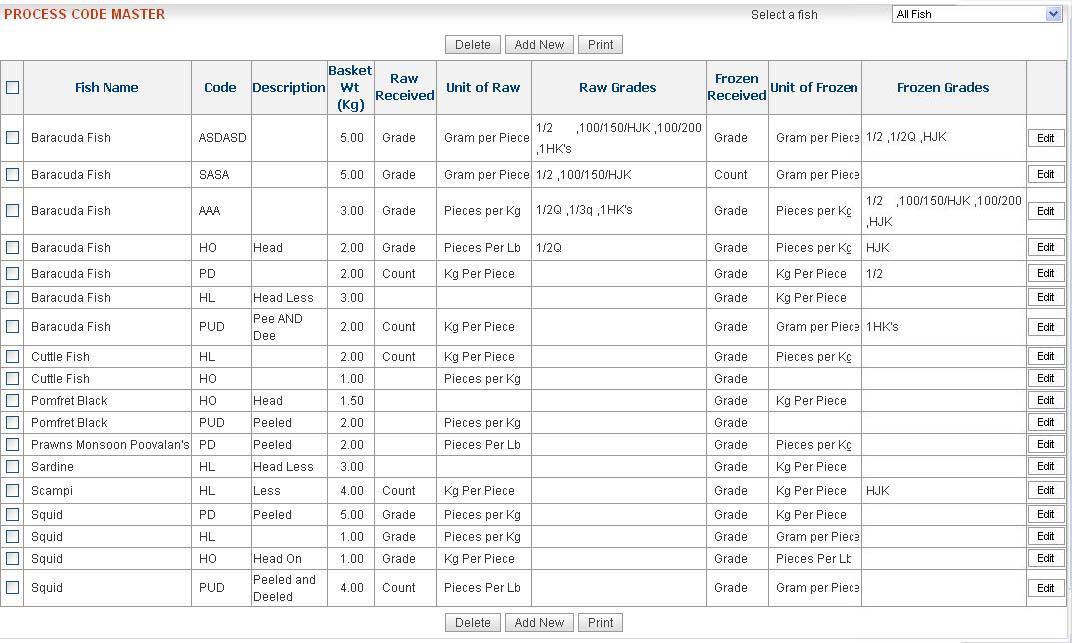 PROCESS CODE MASTER Select a fish All Fish
Delete Add New Print
Fish Name Code Description Basket Wt (Kg) Raw Received Unit of Raw Raw Grades Frozen Received Unit of Frozen Frozen Grades
Baracuda Fish ASDASD 5.00 Grade Gram per Piece 1/2 ,100/150/HJK ,100/200 ,1HK's Grade Gram per Piece 1/2 ,1/2Q ,HJK Edit
Baracuda Fish SASA 5.00 Grade Gram per Piece 1/2 ,100/150/HJK Count Gram per Piece Edit
Baracuda Fish AAA 3.00 Grade Pieces per Kg 1/2Q ,1/3q ,1HK's Grade Pieces per Kg 1/2 ,100/150/HJK ,100/200 ,HJK Edit
Baracuda Fish HO Head 2.00 Grade Pieces Per Lb 1/2Q Grade Pieces per Kg HJK Edit
Baracuda Fish PD 2.00 Count Kg Per Piece Grade Kg Per Piece 1/2 Edit
Baracuda Fish HL Head Less 3.00 Grade Kg Per Piece Edit
Baracuda Fish PUD Pee AND Dee 2.00 Count Kg Per Piece Grade Gram per Piece 1HK's Edit
Cuttle Fish HL 2.00 Count Kg Per Piece Grade Pieces per Kg Edit
Cuttle Fish HO 1.00 Pieces per Kg Grade Edit
Pomfret Black HO Head 1.50 Grade Kg Per Piece Edit
Pomfret Black PUD Peeled 2.00 Pieces per Kg Grade Edit
Prawns Monsoon Poovalan's PD Peeled 2.00 Pieces Per Lb Grade Pieces per Kg Edit
Sardine HL Head Less 3.00 Grade Kg Per Piece Edit
Scampi HL Less 4.00 Count Kg Per Piece Grade Kg Per Piece HJK Edit
Squid PD Peeled 5.00 Grade Pieces per Kg Grade Kg Per Piece Edit
Squid HL 1.00 Grade Pieces per Kg Grade Gram per Piece Edit
Squid HO Head On 1.00 Grade Kg Per Piece Grade Pieces Per Lb Edit
Squid PUD Peeled and Deeled 4.00 Count Pieces Per Lb Grade Gram per Piece Edit
Delete Add New Print